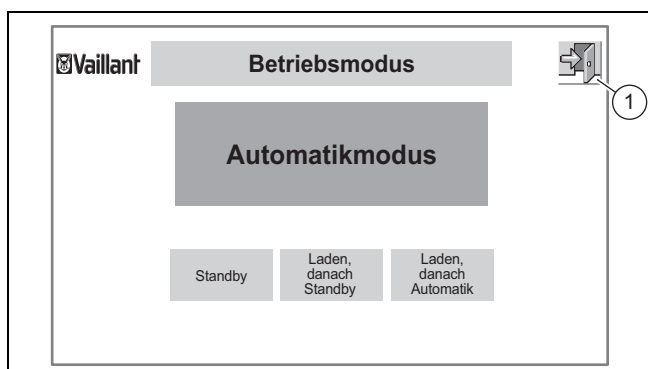 Vaillant
Betriebsmodus
1
Automatikmodus
Standby
Laden,
danach
Standby
Laden,
danach
Automatik